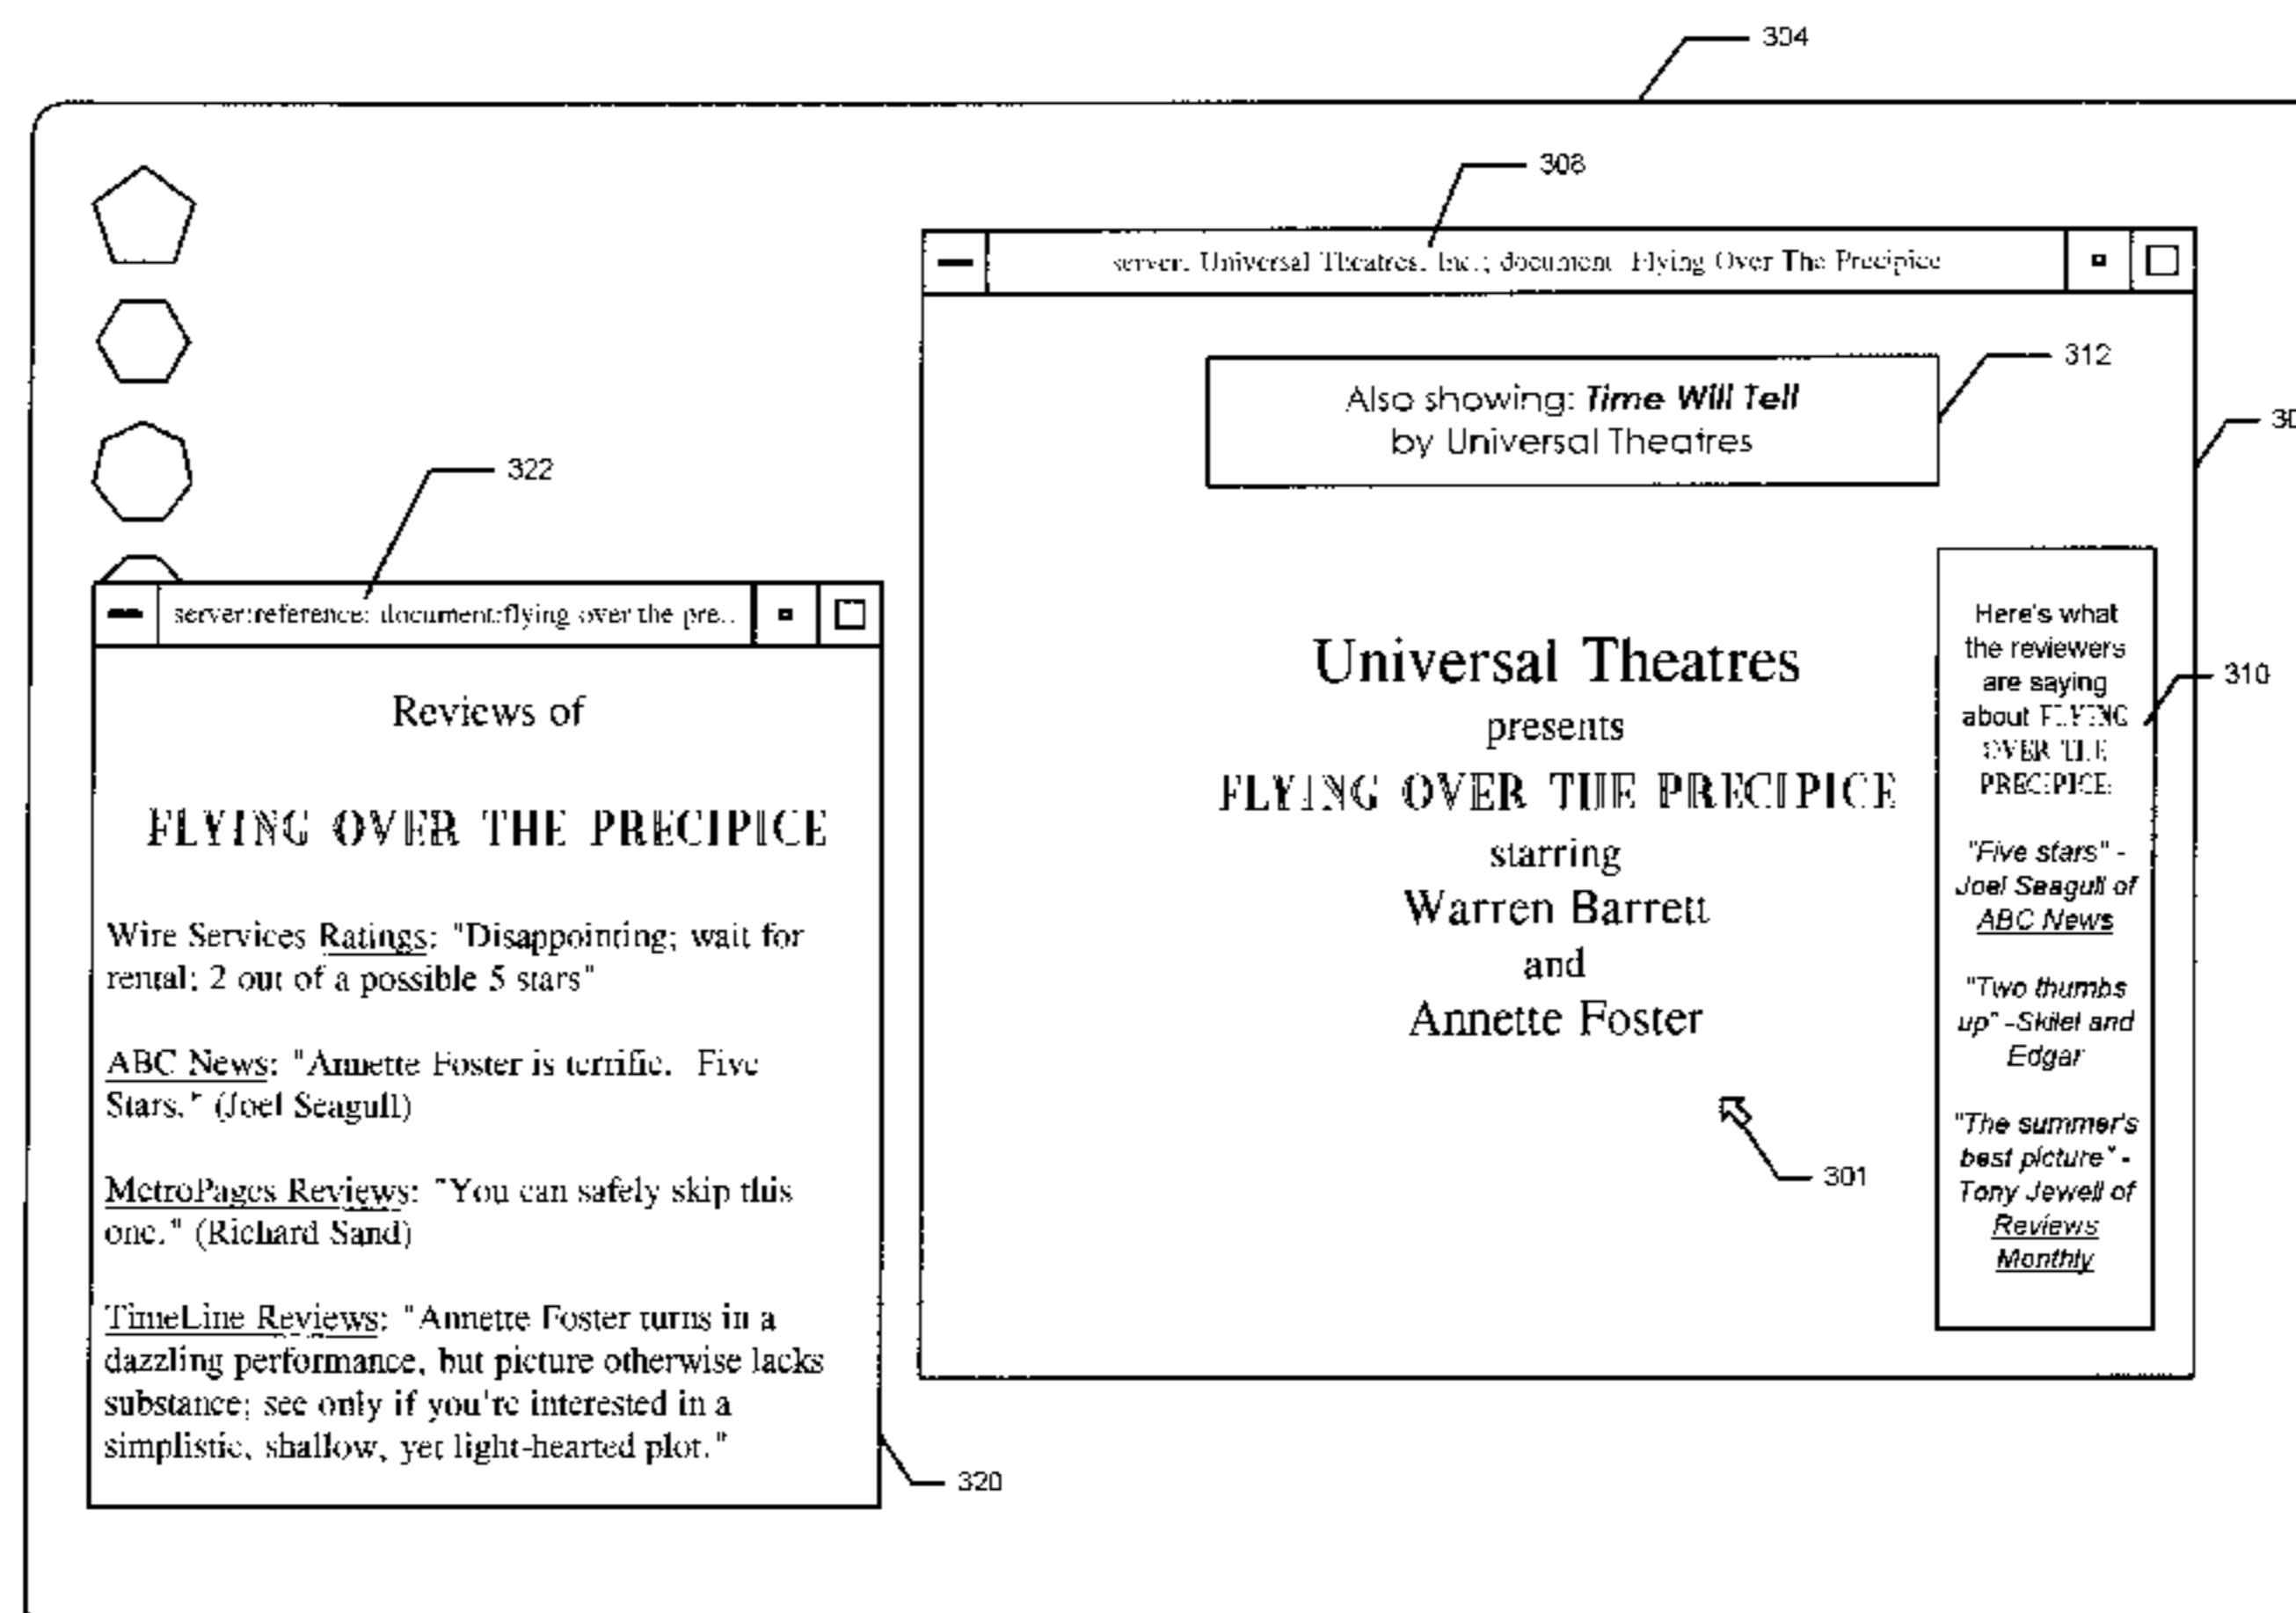 304
308
server: Universal Theatres, Inc.; document: Flying Over The Precipice
312
Also showing: Time Will Tell
by Universal Theatres
322
server:reference: document:flying over the pre..
Reviews of
FLYING OVER THE PRECIPICE
Wire Services Ratings: "Disappointing; wait for
rental; 2 out of a possible 5 stars"
ABC News: "Annette Foster is terrific. Five
Stars." (Joel Seagull)
MetroPages Reviews: "You can safely skip this
one." (Richard Sand)
TimeLine Reviews: "Annette Foster turns in a
dazzling performance, but picture otherwise lacks
substance; see only if you're interested in a
simplistic, shallow, yet light-hearted plot."
320
Universal Theatres
presents
FLYING OVER THE PRECIPICE
starring
Warren Barrett
and
Annette Foster
301
Here's what
the reviewers
are saying
about FLYING
OVER THE
PRECIPICE:
"Five stars" -
Joel Seagull of
ABC News
"Two thumbs
up" -Skilel and
Edgar
"The summer's
best picture" -
Tony Jewell of
Reviews
Monthly
310